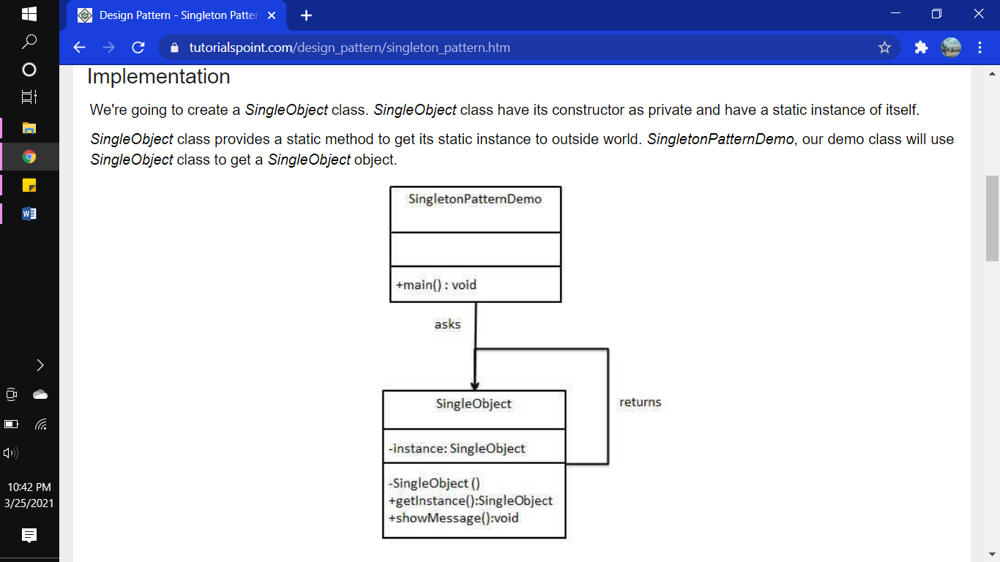 Design Pattern - Singleton Patter
tutorialspoint.com/design_pattern/singleton_pattern.htm
Implementation
We're going to create a SingleObject class. SingleObject class have its constructor as private and have a static instance of itself.
SingleObject class provides a static method to get its static instance to outside world. SingletonPatternDemo, our demo class will use
SingleObject class to get a SingleObject object.
SingletonPatternDemo
+main() : void
asks
SingleObject
returns
-instance: SingleObject
-SingleObject ()
+getInstance():SingleObject
+showMessage():void
W
10:42 PM
3/25/2021